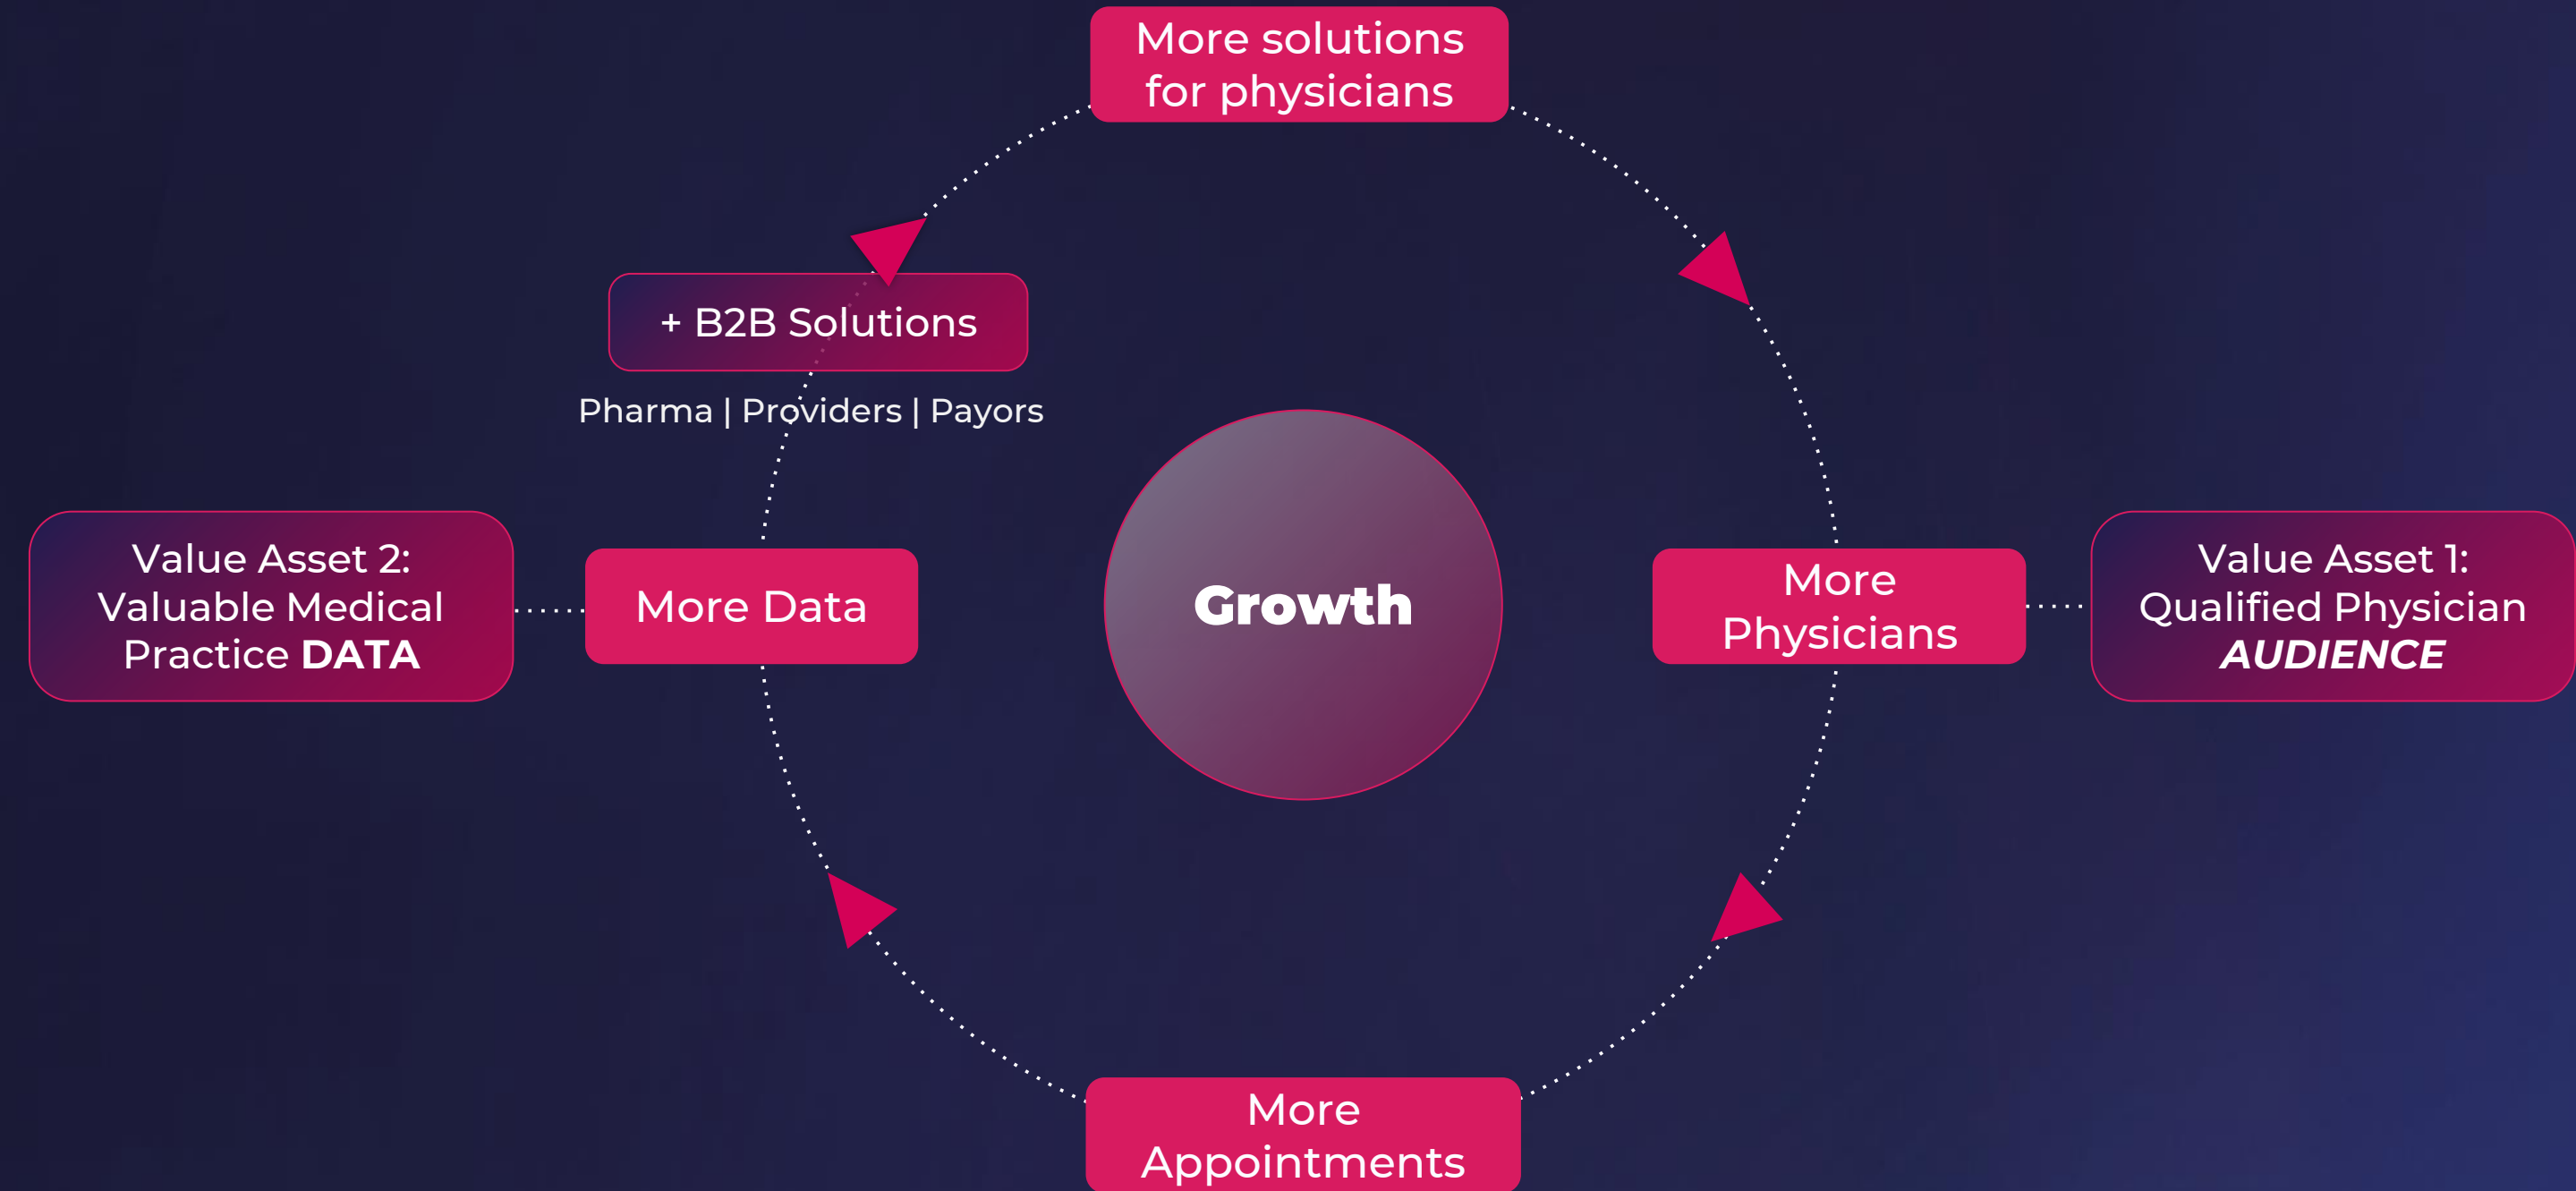 More solutions
for physicians
+ B2B Solutions
Pharma | Providers | Payors
Value Asset 2:
Valuable Medical
Practice DATA
More Data
Growth
More
Physicians
Value Asset 1:
Qualified Physician
AUDIENCE
More
Appointments